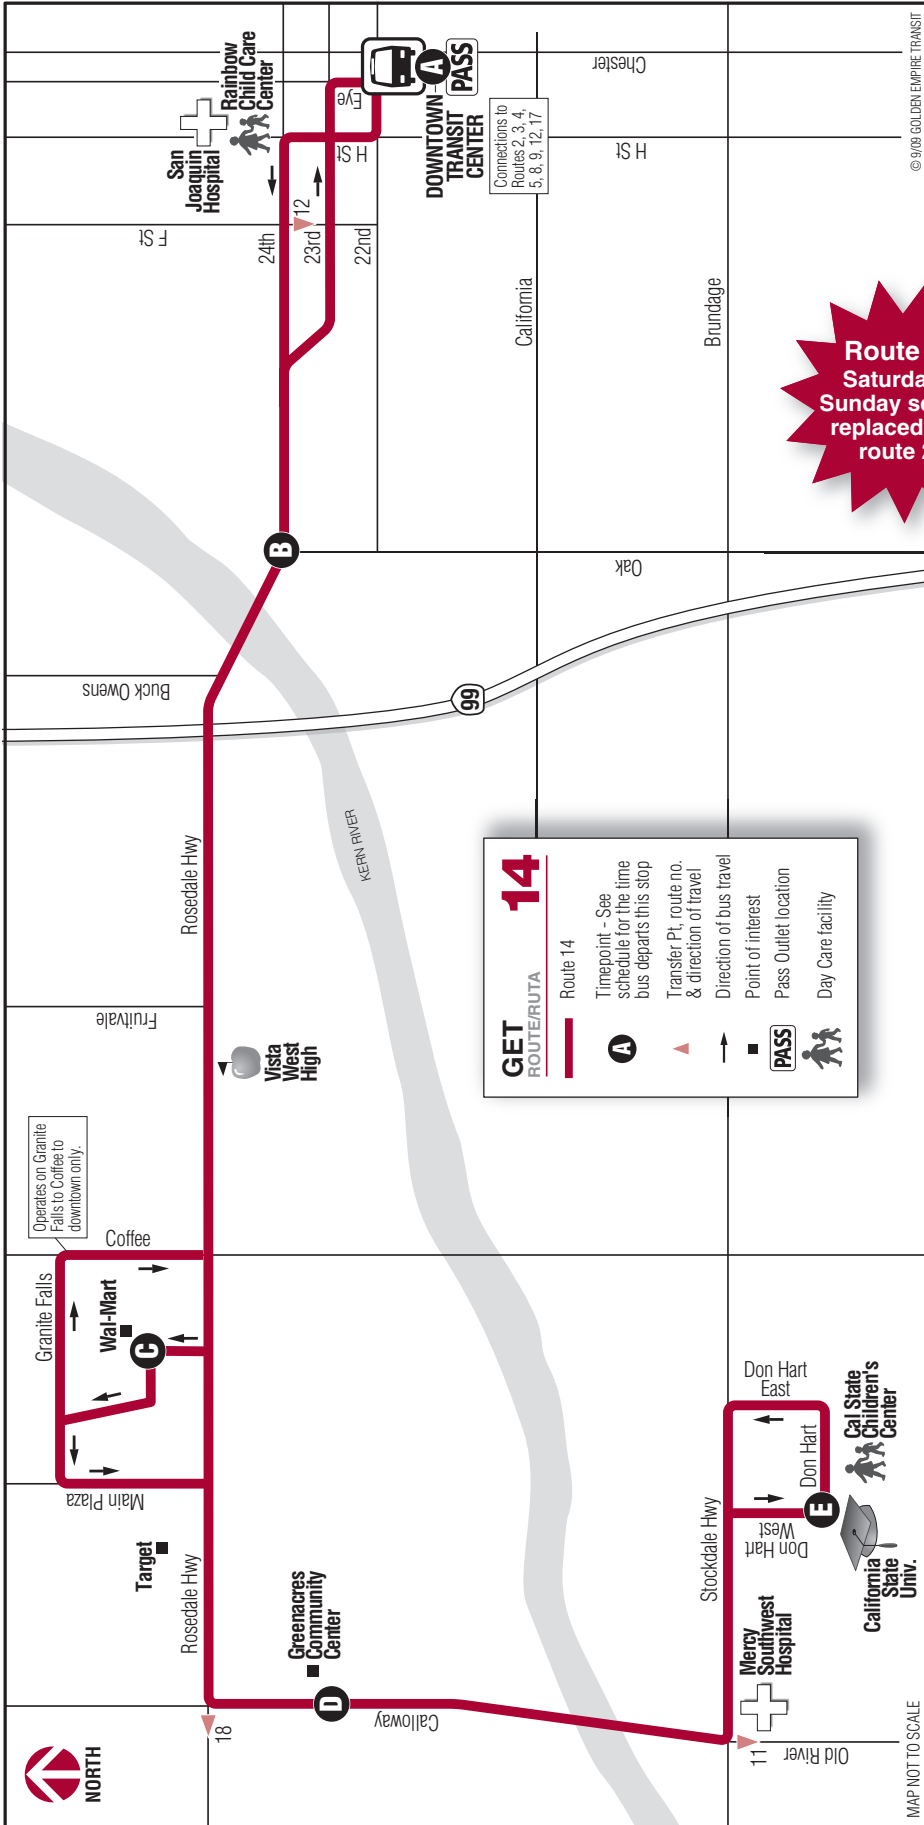 NORTH
Operates on Granite
Falls to Coffee to
downtown only.
Granite Falls
Coffee
Wal-Mart
C
Main Plaza
Target
Rosedale Hwy
18
Greenacres
Community
Center
D
Calloway
Fruitvale
Vista
West
High
Rosedale Hwy
Buck Owens
99
KERN RIVER
B
Oak
F St
24th
12
23rd
22nd
San
Joaquin
Hospital
Rainbow
Child Care
Center
H St
Eye
A
PASS
DOWNTOWN
TRANSIT
CENTER
Connections to
Routes 2, 3, 4,
5, 8, 9, 12, 17
H St
Chester
California
Brundage
Route
Sunday
replaced
route
GET 14
ROUTE/RUTA
Route 14
A
Timepoint - See
schedule for the time
bus departs this stop
Transfer Pt, route no.
& direction of travel
Direction of bus travel
Point of interest
PASS
Pass Outlet location
Day Care facility
Stockdale Hwy
Don Hart
East
Don Hart
Don Hart
West
E
Cal State
Children's
Center
California
State
Univ.
Mercy
Southwest
Hospital
11
Old River
MAP NOT TO SCALE
© 9/09 GOLDEN EMPIRE TRANSIT